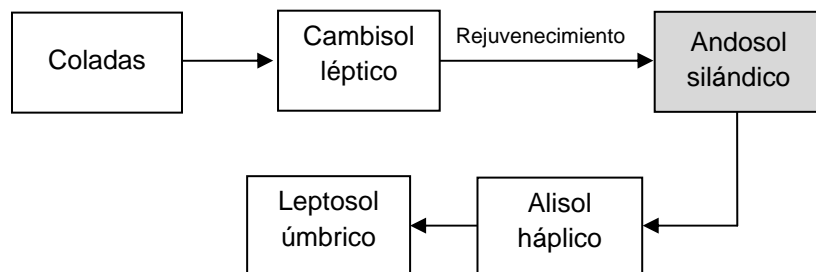 Coladas
Cambisol
léptico
Rejuvenecimiento
Andosol
silándico
Leptosol
úmbrico
Alisol
háplico